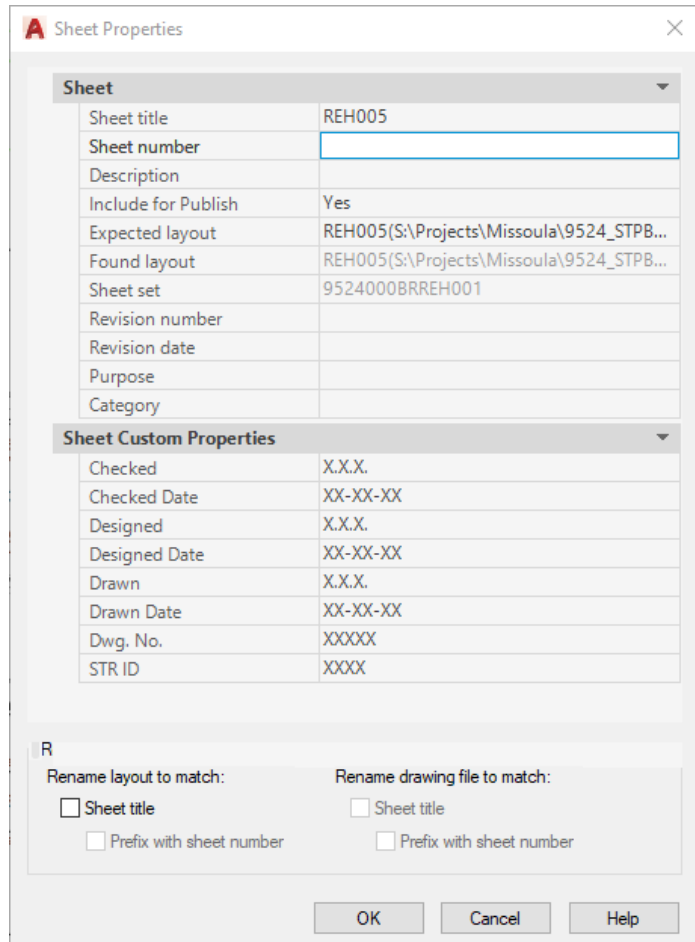 Sheet Properties
Sheet
Sheet title REH005
Sheet number
Description
Include for Publish Yes
Expected layout REH005(S:\Projects\Missoula\9524_STPB...
Found layout REH005(S:\Projects\Missoula\9524_STPB...
Sheet set 9524000BRREH001
Revision number
Revision date
Purpose
Category
Sheet Custom Properties
Checked X.X.X.
Checked Date XX-XX-XX
Designed X.X.X.
Designed Date XX-XX-XX
Drawn X.X.X.
Drawn Date XX-XX-XX
Dwg. No. XXXXX
STR ID XXXX
R
Rename layout to match: Rename drawing file to match:
Sheet title Sheet title
Prefix with sheet number Prefix with sheet number
OK Cancel Help